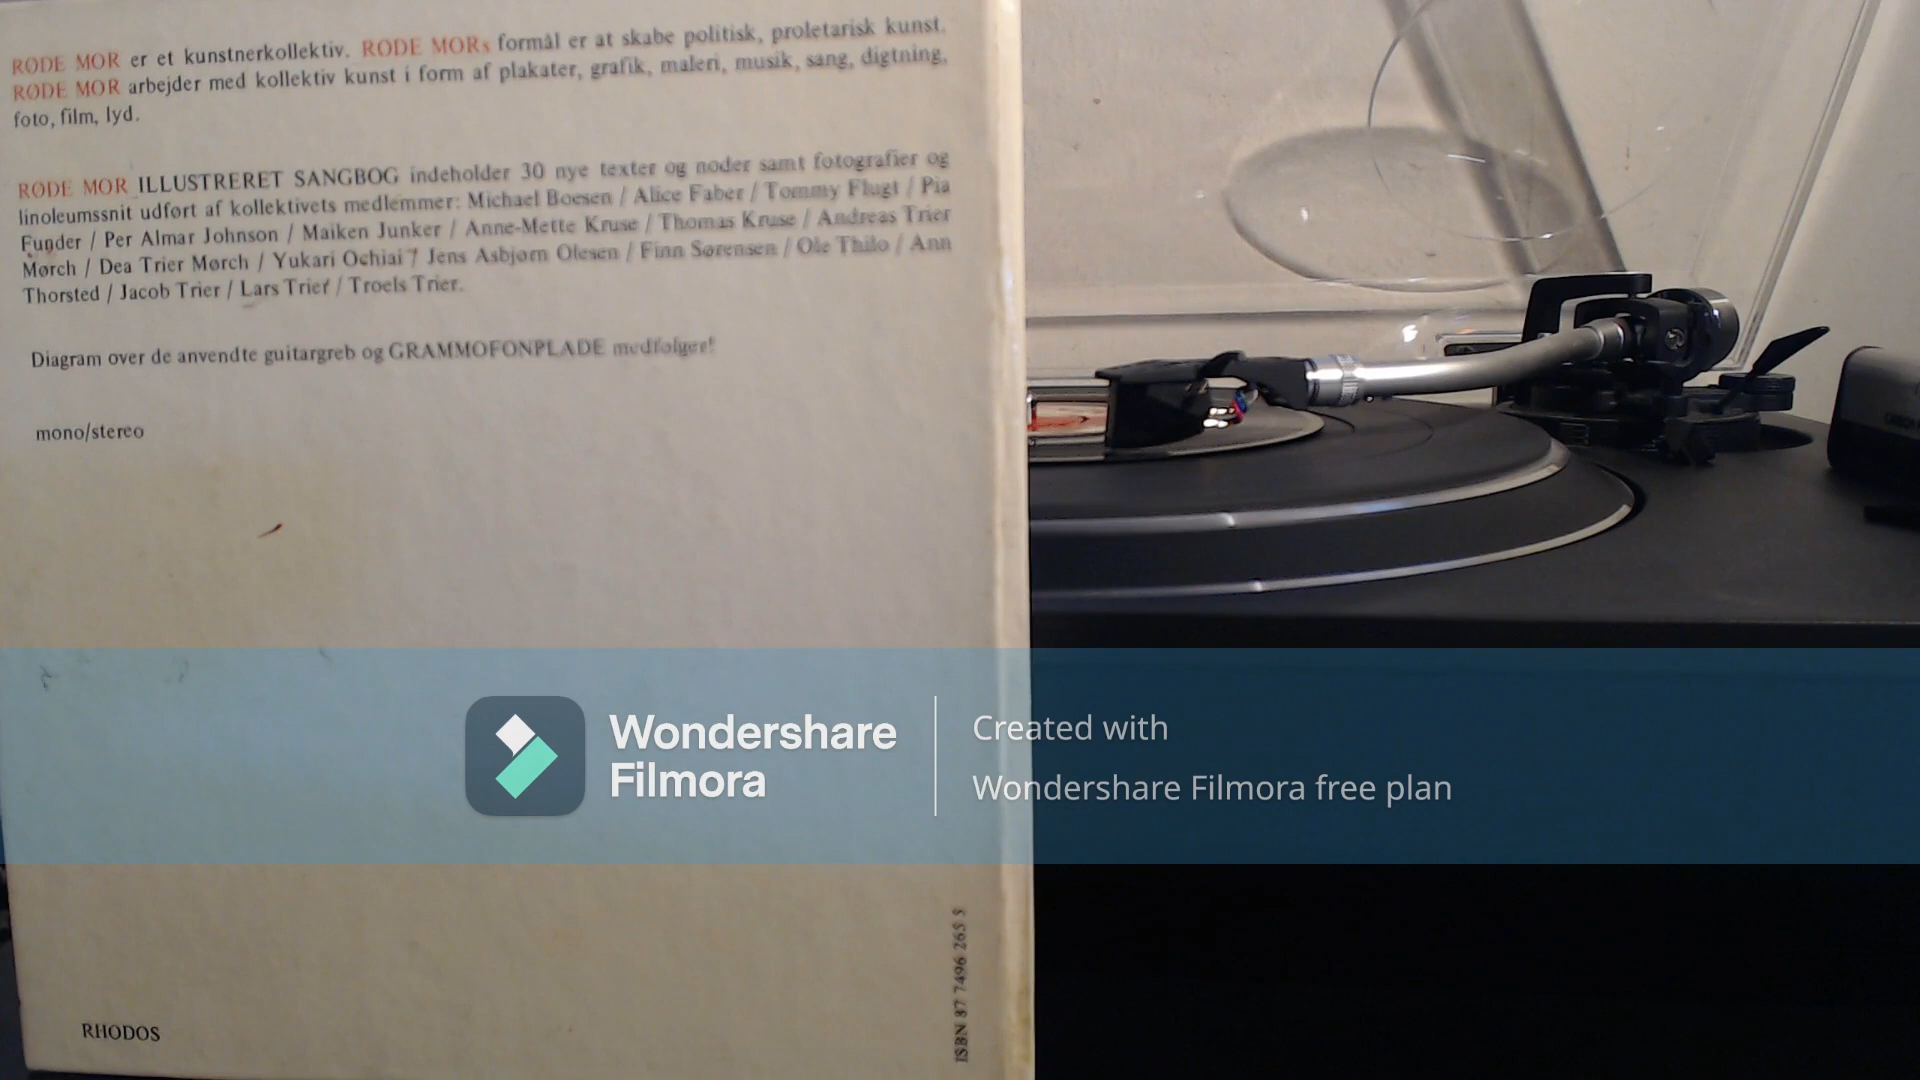 RØDE MOR er et kunstnerkollektiv. RØDE MORs formål er at skabe politisk, proletarisk kunst.
RØDE MOR arbejder med kollektiv kunst i form af plakater, grafik, maleri, musik, sang, digtning,
foto, film, lyd.
RØDE MOR ILLUSTRERET SANGBOG indeholder 30 nye texter og noder samt fotografier og
linoleumssnit udført af kollektivets medlemmer: Michael Boesen / Alice Faber / Tommy Flugt / Pia
Funder / Per Almar Johnson / Maiken Junker / Anne-Mette Kruse / Thomas Kruse / Andreas Trier
Mørch / Dea Trier Mørch / Yukari Ochiai / Jens Asbjørn Olesen / Finn Sørensen / Ole Thilo / Ann
Thorsted / Jacob Trier / Lars Trier / Troels Trier.
Diagram over de anvendte guitargreb og GRAMMOFONPLADE medfølger!
mono/stereo
Wondershare
Filmora
Created with
Wondershare Filmora free plan
RHODOS
ISBN 87 7496 265 5